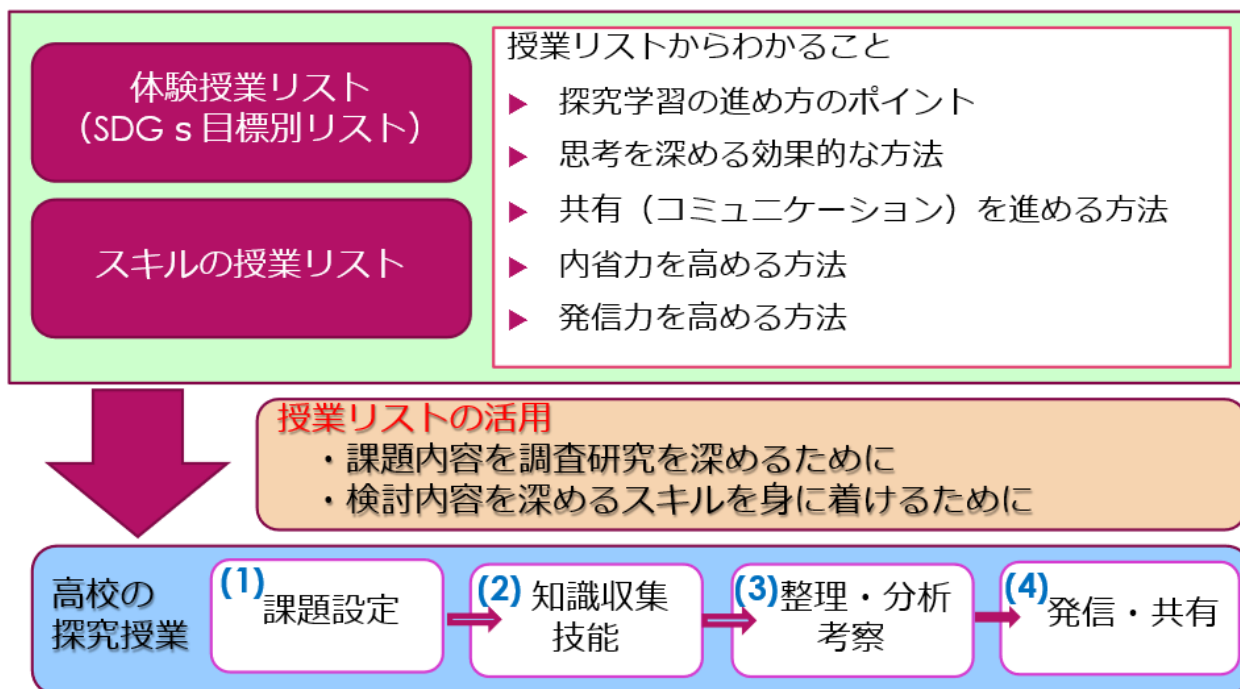 体験授業リスト
（SDGｓ目標別リスト）
スキルの授業リスト
授業リストからわかること
▶ 探究学習の進め方のポイント
▶ 思考を深める効果的な方法
▶ 共有（コミュニケーション）を進める方法
▶ 内省力を高める方法
▶ 発信力を高める方法
授業リストの活用
・課題内容を調査研究を深めるために
・検討内容を深めるスキルを身に着けるために
高校の
探究授業
(1)
課題設定
(2) 知識収集
技能
(3) 整理・分析
考察
(4)
発信・共有